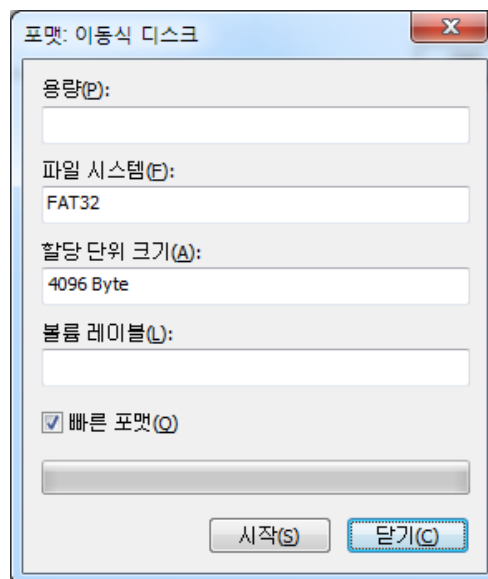 포맷: 이동식 디스크
용량(P):
파일 시스템(F):
FAT32
할당 단위 크기(A):
4096 Byte
볼륨 레이블(L):
빠른 포맷(O)
시작(S)
닫기(C)